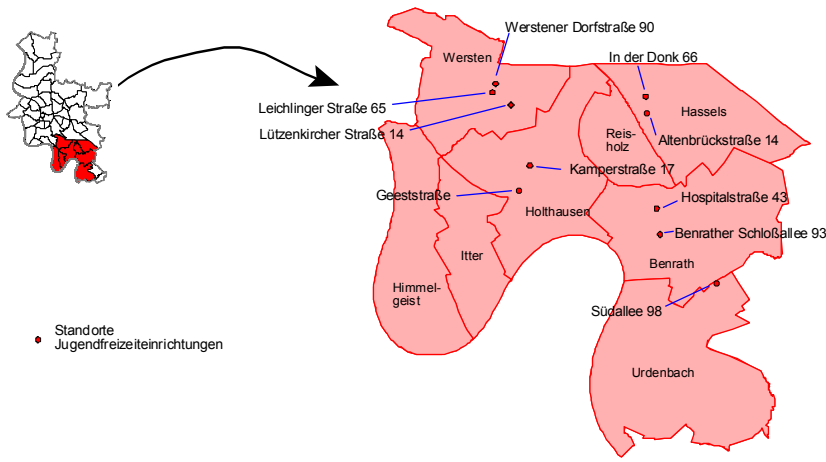 Werstener Dorfstraße 90
Wersten
In der Donk 66
Leichlinger Straße 65
Hassels
Lützenkircher Straße 14
Reis-
holz
Altenbrückstraße 14
Kamperstraße 17
Geeststraße
Hospitalstraße 43
Holthausen
Benrather Schloßallee 93
Itter
Benrath
Himmel-
geist
Südallee 98
Standorte
Jugendfreizeiteinrichtungen
Urdenbach